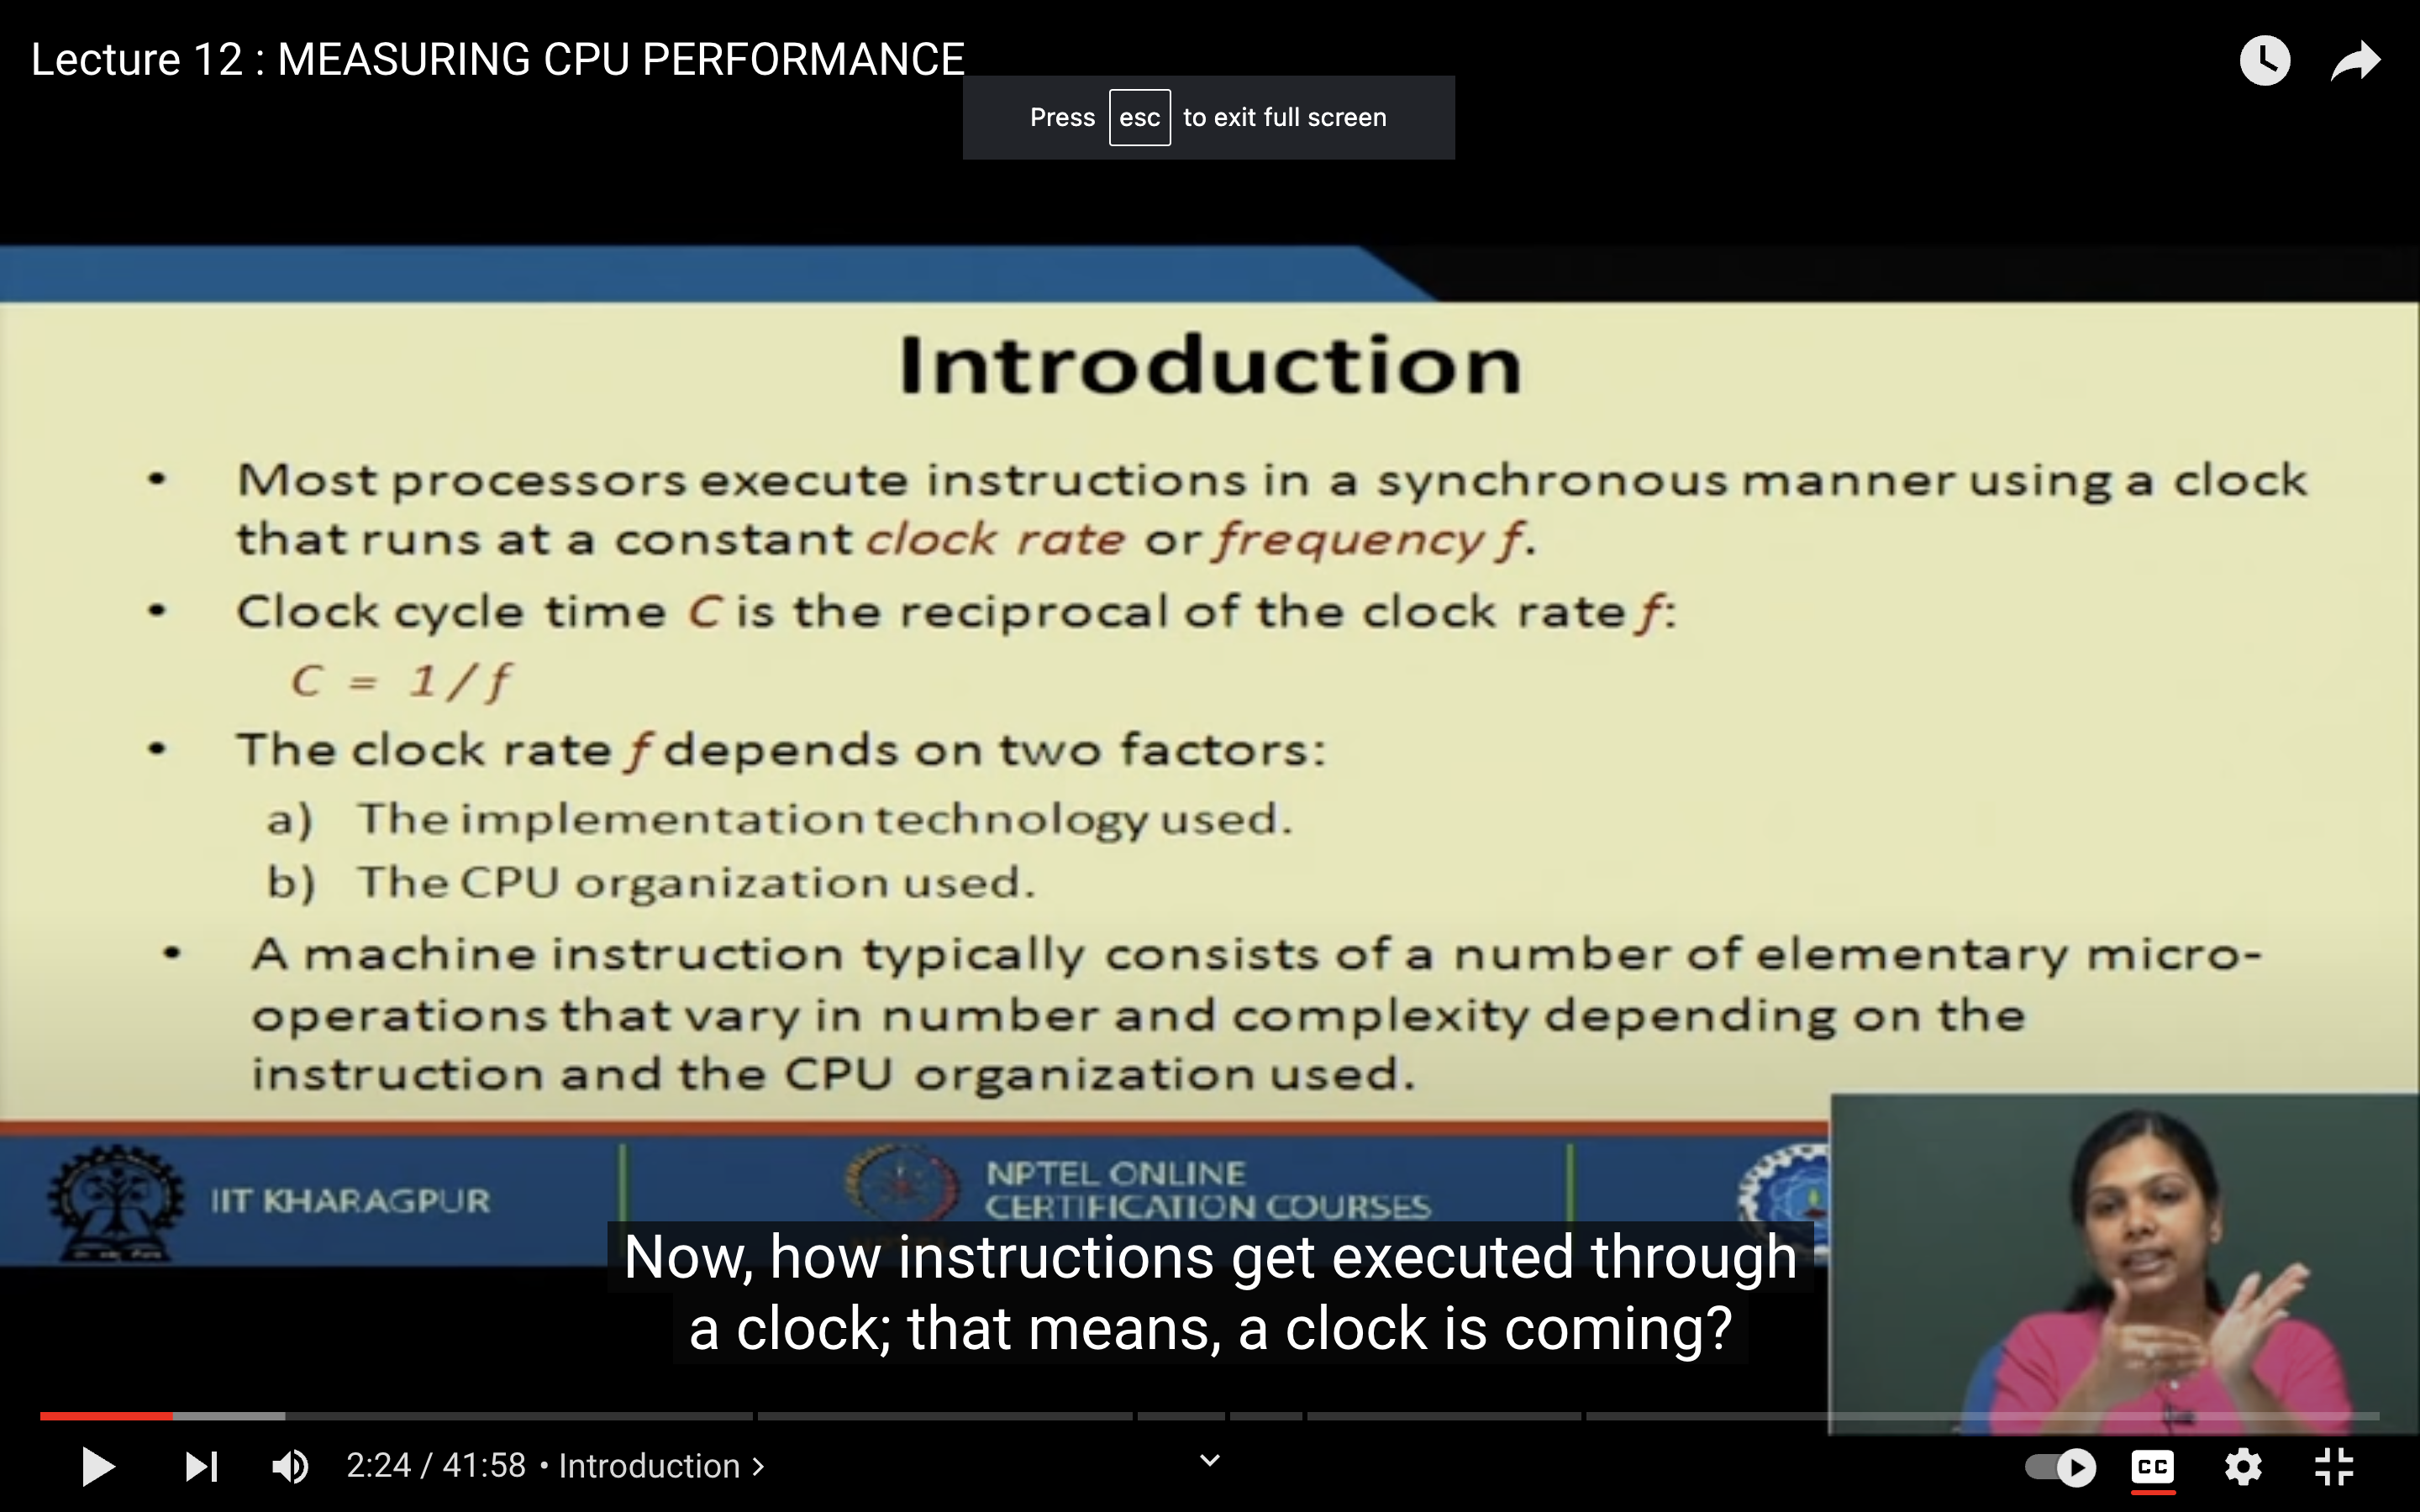 Lecture 12 : MEASURING CPU PERFORMANCE
Press esc to exit full screen
Introduction
• Most processors execute instructions in a synchronous manner using a clock
that runs at a constant clock rate or frequency f.
• Clock cycle time C is the reciprocal of the clock rate f:
C = 1 / f
• The clock rate f depends on two factors:
a) The implementation technology used.
b) The CPU organization used.
• A machine instruction typically consists of a number of elementary micro-
operations that vary in number and complexity depending on the
instruction and the CPU organization used.
IIT KHARAGPUR
NPTEL ONLINE
CERTIFICATION COURSES
Now, how instructions get executed through
a clock; that means, a clock is coming?
2:24 / 41:58 • Introduction >
CC